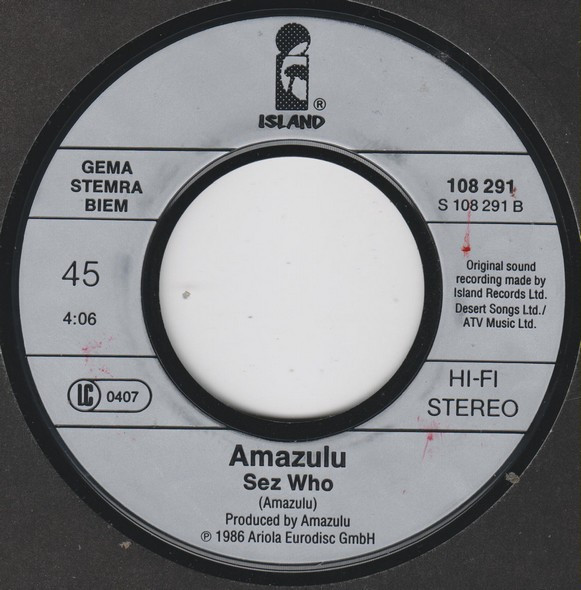 ®
ISLAND
GEMA
STEMRA
BIEM
108 291
S 108 291 B
45
4:06
Original sound
recording made by
Island Records Ltd.
Desert Songs Ltd./
ATV Music Ltd.
LC 0407
HI-FI
STEREO
Amazulu
Sez Who
(Amazulu)
Produced by Amazulu
℗ 1986 Ariola Eurodisc GmbH